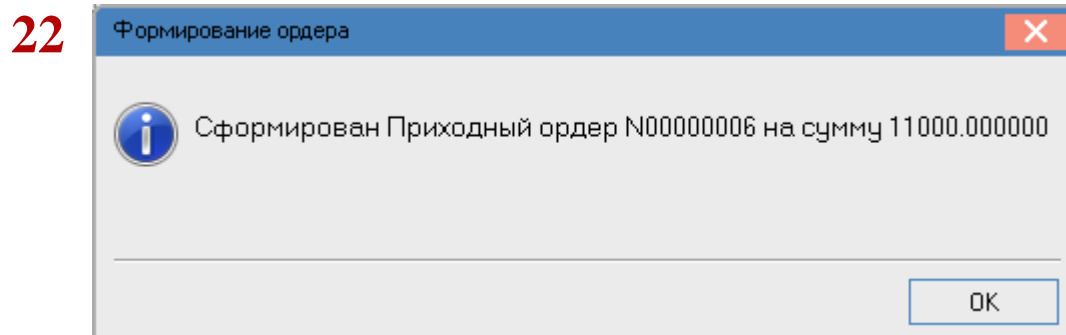 22
Формирование ордера
Сформирован Приходный ордер N00000006 на сумму 11000.000000
OK